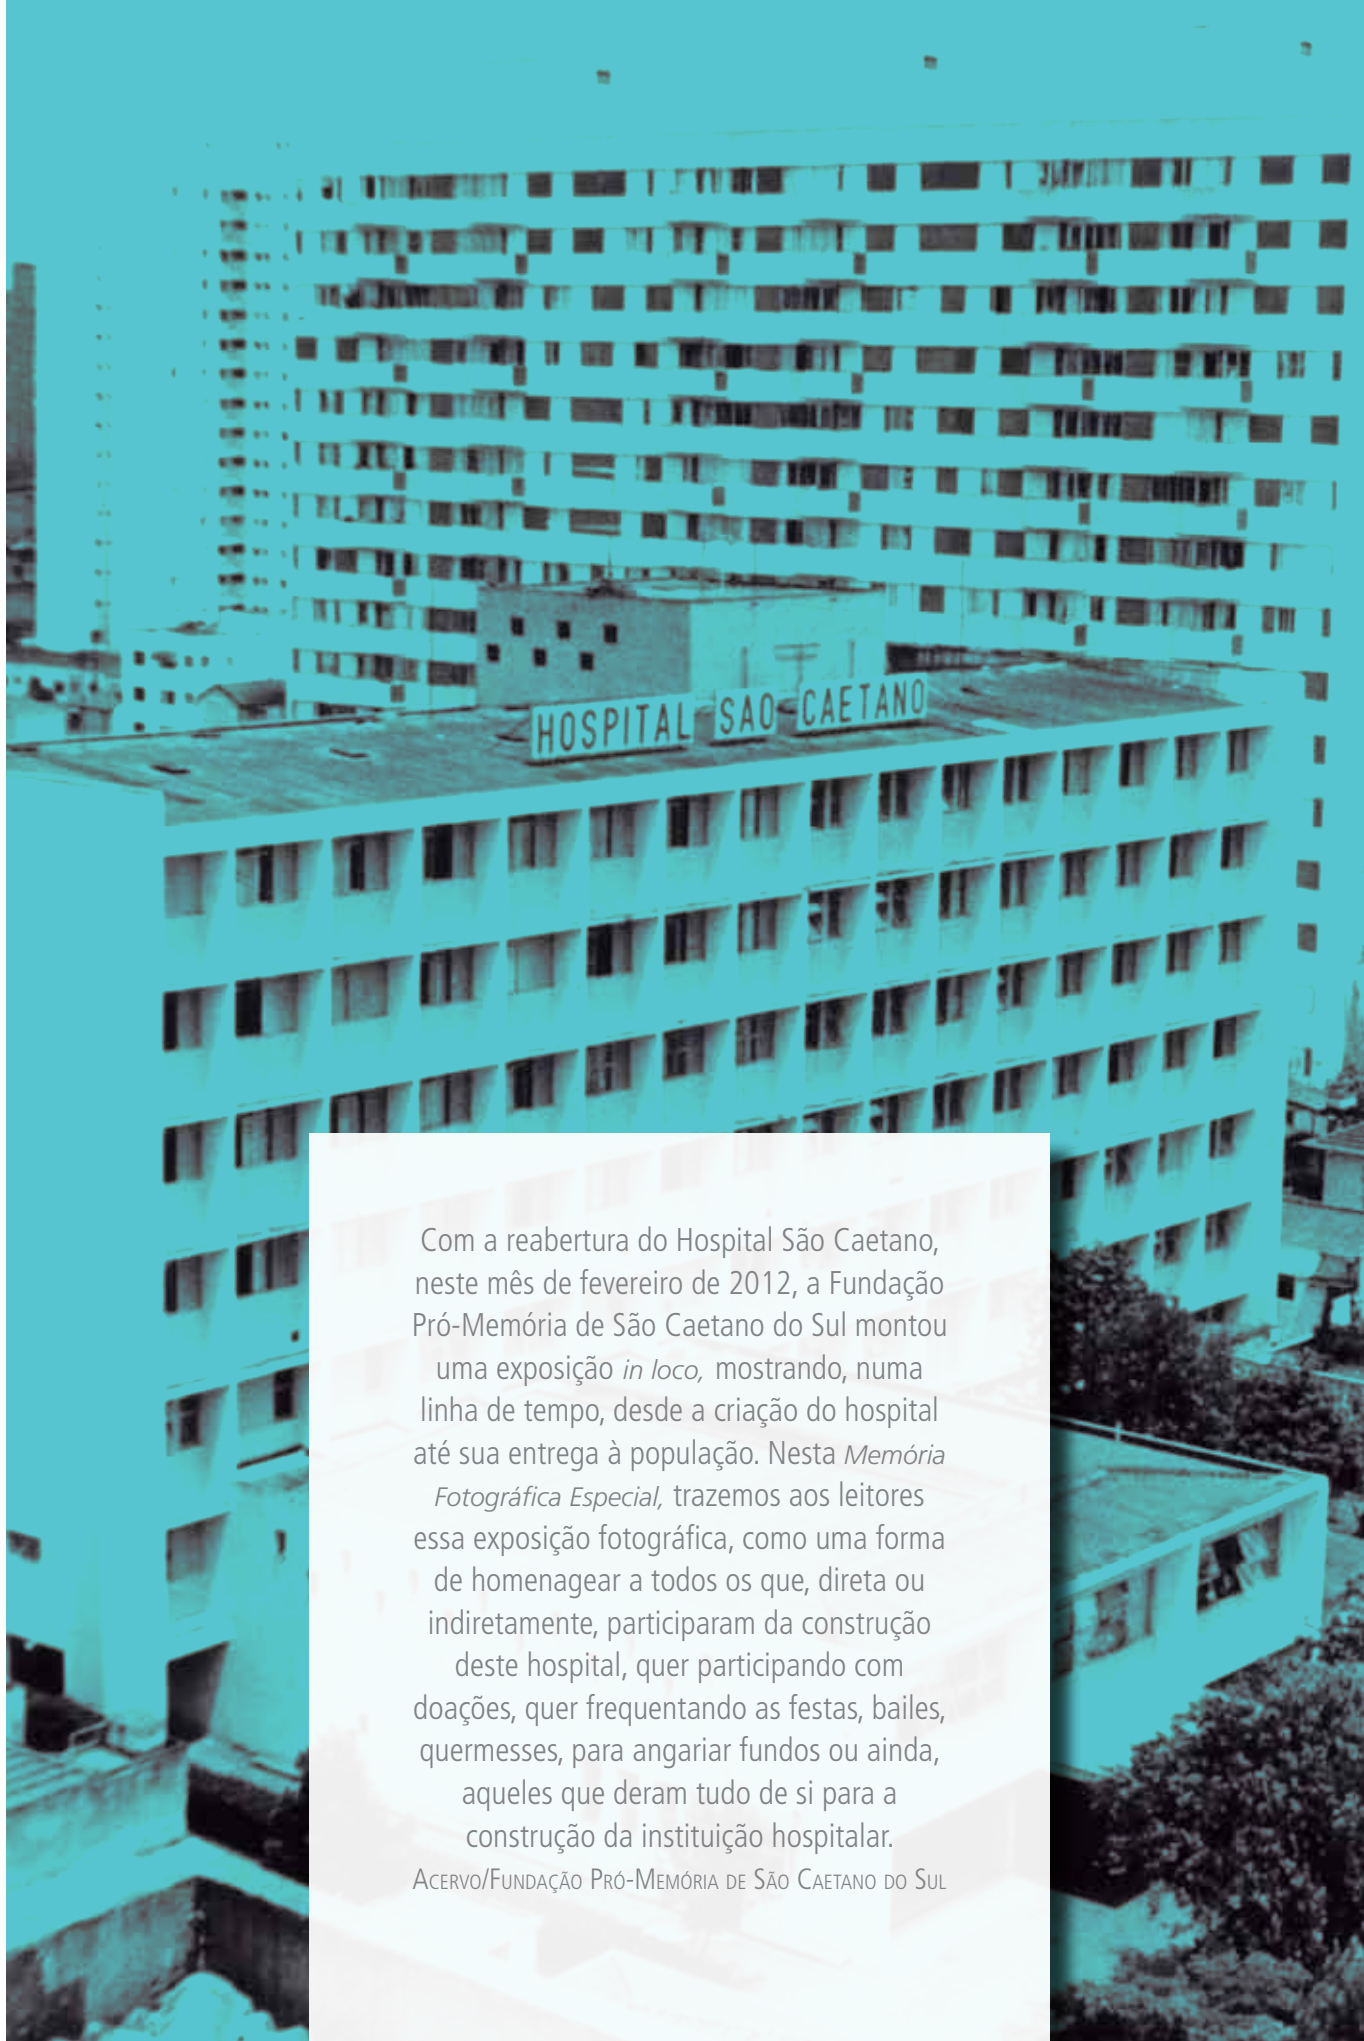 HOSPITAL SAO CAETANO
Com a reabertura do Hospital São Caetano,
neste mês de fevereiro de 2012, a Fundação
Pró-Memória de São Caetano do Sul montou
uma exposição in loco, mostrando, numa
linha de tempo, desde a criação do hospital
até sua entrega à população. Nesta Memória
Fotográfica Especial, trazemos aos leitores
essa exposição fotográfica, como uma forma
de homenagear a todos os que, direta ou
indiretamente, participaram da construção
deste hospital, quer participando com
doações, quer frequentando as festas, bailes,
quermesses, para angariar fundos ou ainda,
aqueles que deram tudo de si para a
construção da instituição hospitalar.
Acervo/Fundação Pró-Memória de São Caetano do Sul